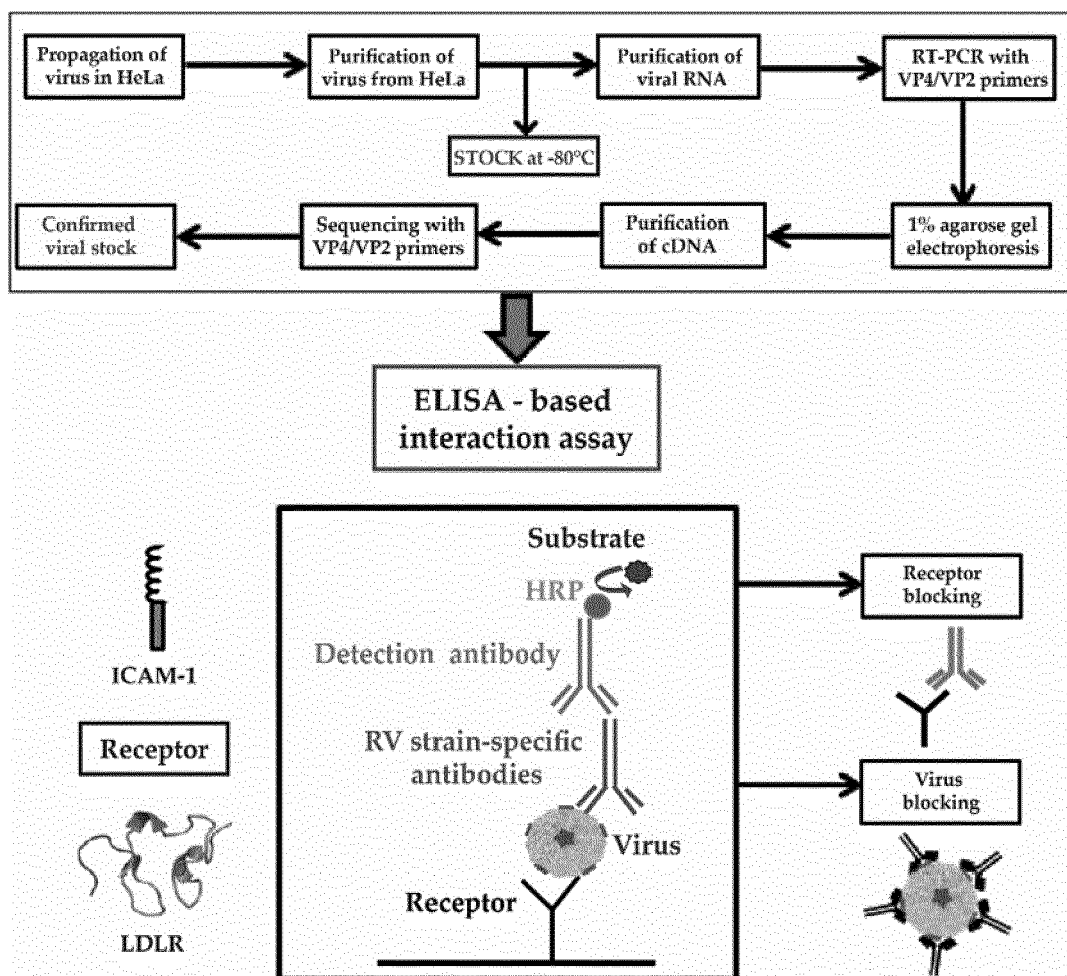 Propagation of
virus in HeLa
Purification of
virus from HeLa
Purification of
viral RNA
RT-PCR with
VP4/VP2 primers
STOCK at -80°C
Confirmed
viral stock
Sequencing with
VP4/VP2 primers
Purification
of cDNA
1% agarose gel
electrophoresis
ELISA - based
interaction assay
ICAM-1
Receptor
LDLR
Substrate
HRP
Detection antibody
RV strain-specific
antibodies
Virus
Receptor
Receptor
blocking
Virus
blocking